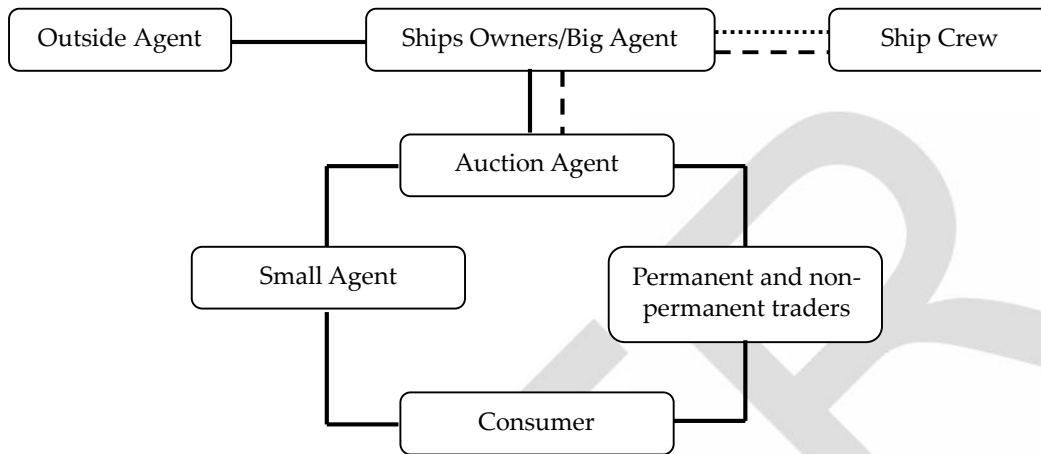 Outside Agent
Ships Owners/Big Agent
Ship Crew
Auction Agent
Small Agent
Permanent and non-
permanent traders
Consumer